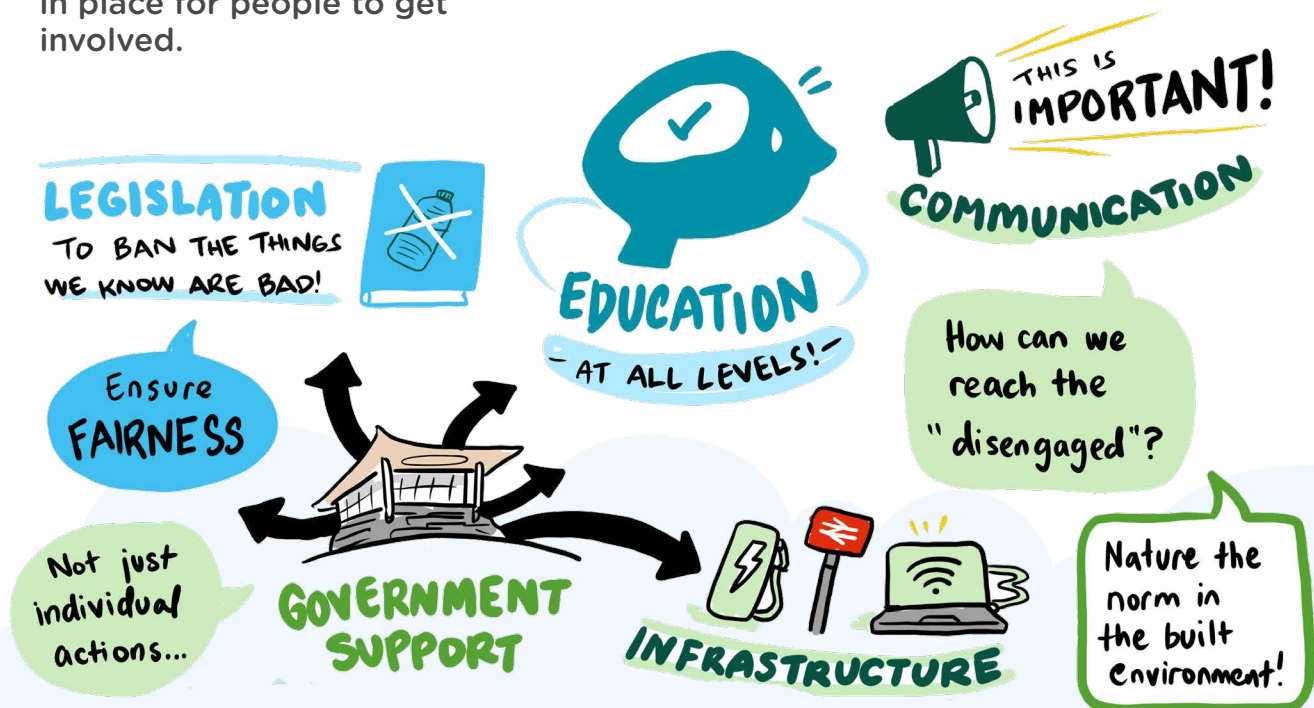 in place for people to get
involved.
LEGISLATION
TO BAN THE THINGS
WE KNOW ARE BAD!
EDUCATION
- AT ALL LEVELS! -
THIS IS
IMPORTANT!
COMMUNICATION
Ensure
FAIRNESS
How can we
reach the
"disengaged"?
Not just
individual
actions...
GOVERNMENT
SUPPORT
INFRASTRUCTURE
Nature the
norm in
the built
environment!